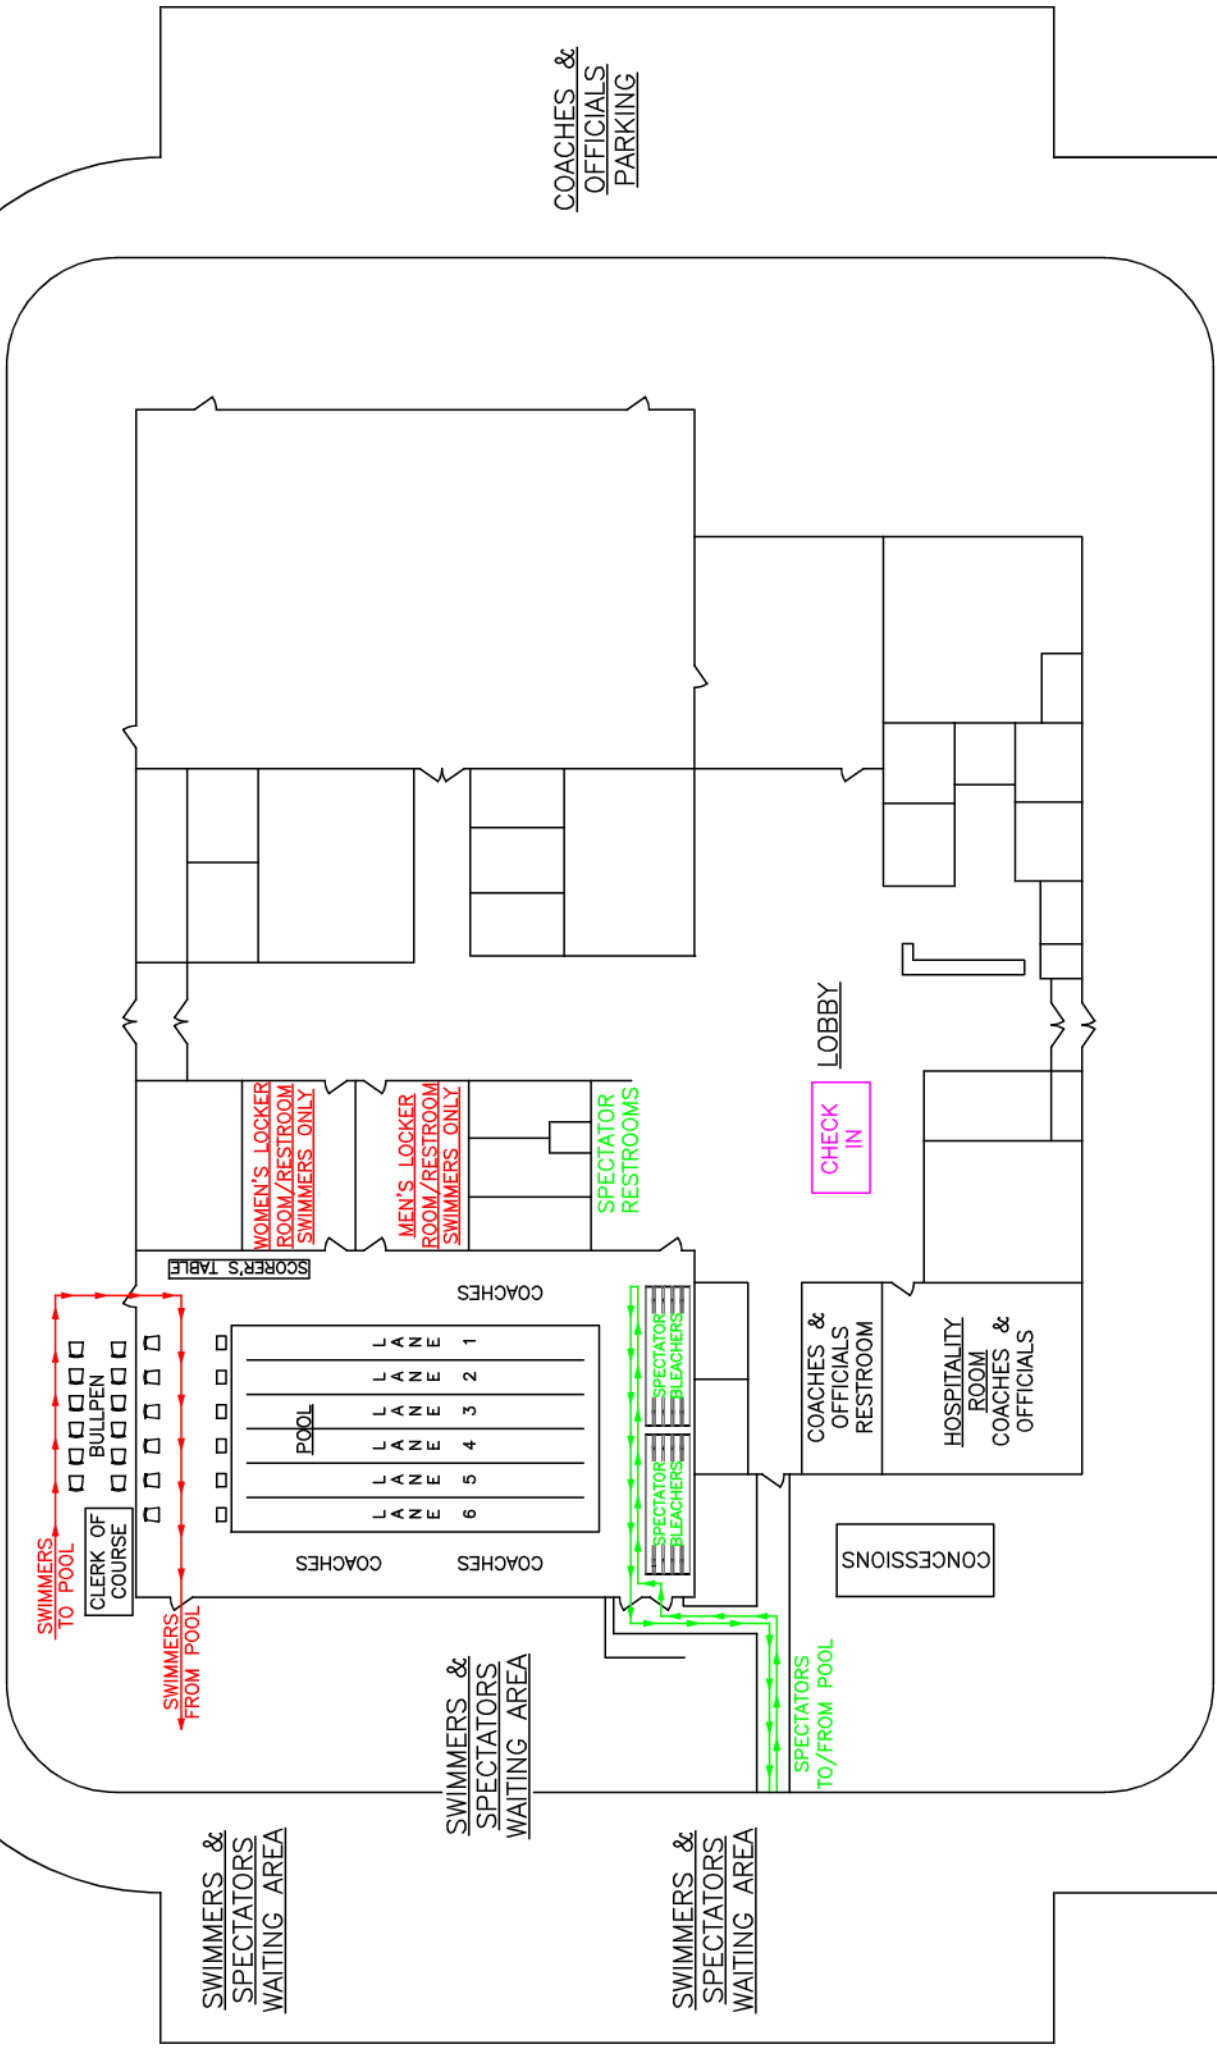 COACHES &
OFFICIALS
PARKING
WOMEN'S LOCKER
ROOM/RESTROOM
SWIMMERS ONLY
MEN'S LOCKER
ROOM/RESTROOM
SWIMMERS ONLY
SPECTATOR
RESTROOMS
LOBBY
CHECK
IN
SCORER'S TABLE
COACHES
BULLPEN
POOL
LANE 1
LANE 2
LANE 3
LANE 4
LANE 5
LANE 6
SPECTATOR
BLEACHERS
SPECTATOR
BLEACHERS
COACHES &
OFFICIALS
RESTROOM
HOSPITALITY
ROOM
COACHES &
OFFICIALS
CLERK OF
COURSE
COACHES
COACHES
CONCESSIONS
SWIMMERS
TO POOL
SWIMMERS
FROM POOL
SWIMMERS &
SPECTATORS
WAITING AREA
SPECTATORS
TO/FROM POOL
SWIMMERS &
SPECTATORS
WAITING AREA
SWIMMERS &
SPECTATORS
WAITING AREA